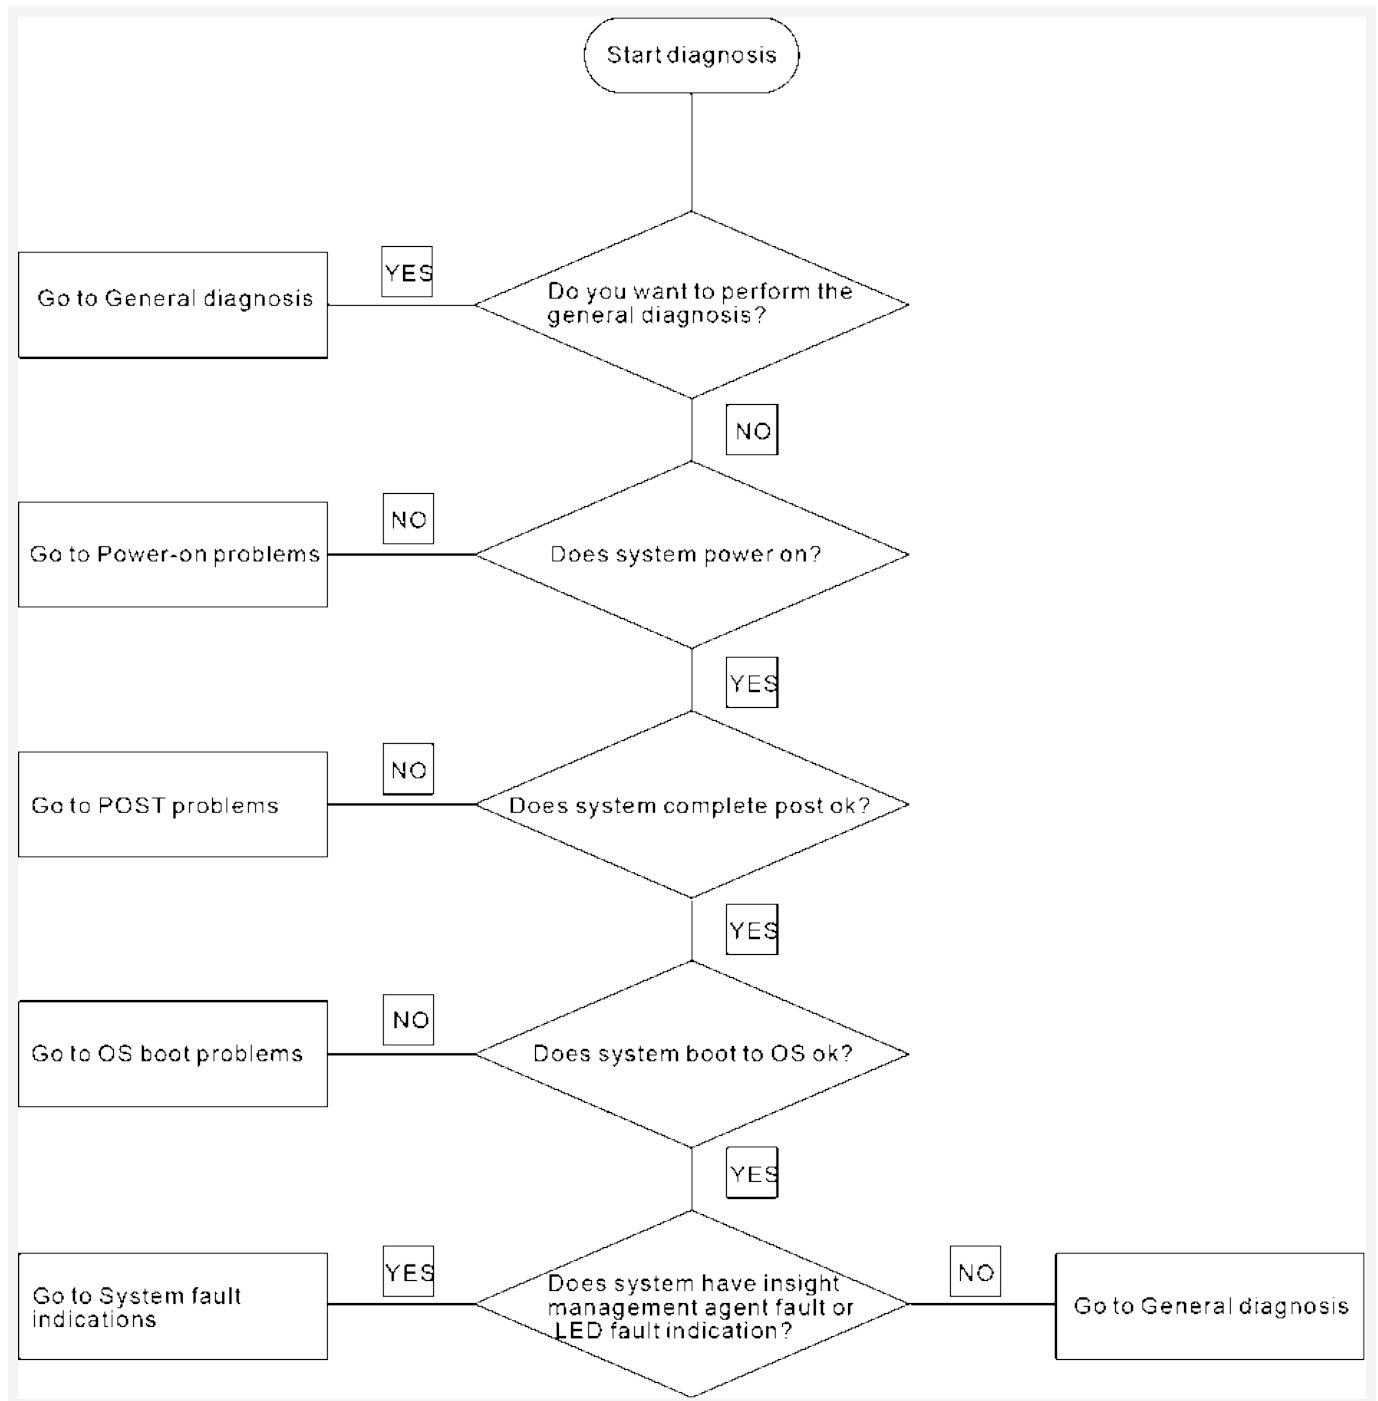 Start diagnosis
YES
Go to General diagnosis
Do you want to perform the
general diagnosis?
NO
NO
Go to Power-on problems
Does system power on?
YES
NO
Go to POST problems
Does system complete post ok?
YES
NO
Go to OS boot problems
Does system boot to OS ok?
YES
YES
Go to System fault
indications
Does system have insight
management agent fault or
LED fault indication?
NO
Go to General diagnosis